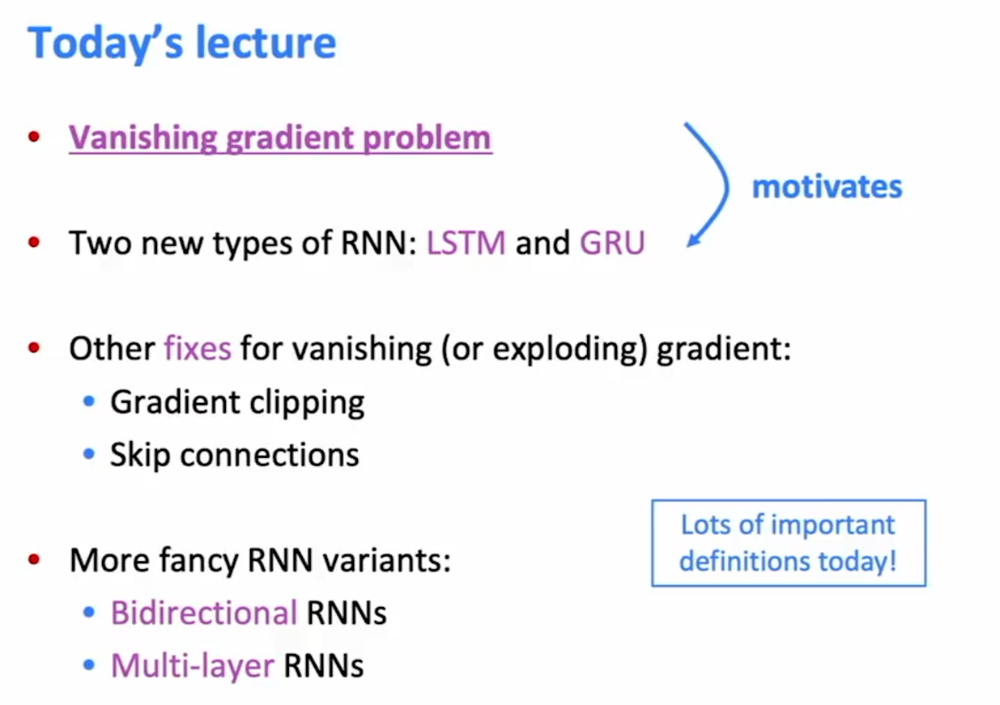 Today's lecture
• Vanishing gradient problem
motivates
• Two new types of RNN: LSTM and GRU
• Other fixes for vanishing (or exploding) gradient:
• Gradient clipping
• Skip connections
Lots of important
definitions today!
• More fancy RNN variants:
• Bidirectional RNNs
• Multi-layer RNNs